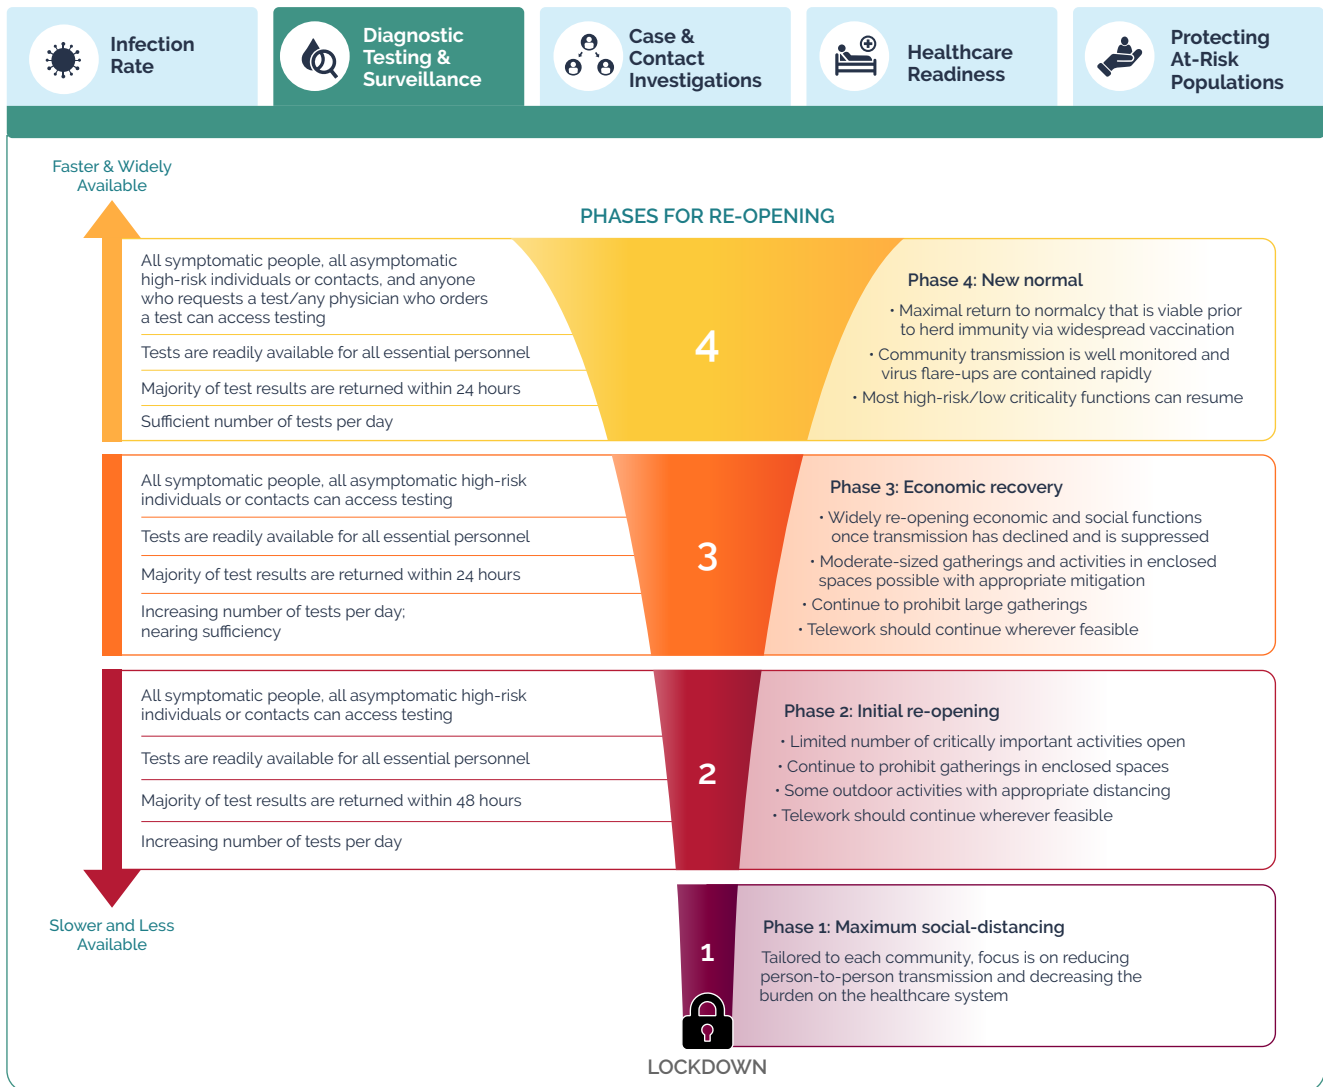 Infection
Rate
Diagnostic
Testing &
Surveillance
Case &
Contact
Investigations
Healthcare
Readiness
Protecting
At-Risk
Populations
Faster & Widely
Available
PHASES FOR RE-OPENING
All symptomatic people, all asymptomatic
high-risk individuals or contacts, and anyone
who requests a test/any physician who orders
a test can access testing
Tests are readily available for all essential personnel
Majority of test results are returned within 24 hours
Sufficient number of tests per day
4
Phase 4: New normal
• Maximal return to normalcy that is viable prior
to herd immunity via widespread vaccination
• Community transmission is well monitored and
virus flare-ups are contained rapidly
• Most high-risk/low criticality functions can resume
All symptomatic people, all asymptomatic high-risk
individuals or contacts can access testing
Tests are readily available for all essential personnel
Majority of test results are returned within 24 hours
Increasing number of tests per day;
nearing sufficiency
3
Phase 3: Economic recovery
• Widely re-opening economic and social functions
once transmission has declined and is suppressed
• Moderate-sized gatherings and activities in enclosed
spaces possible with appropriate mitigation
• Continue to prohibit large gatherings
• Telework should continue wherever feasible
All symptomatic people, all asymptomatic high-risk
individuals or contacts can access testing
Tests are readily available for all essential personnel
Majority of test results are returned within 48 hours
Increasing number of tests per day
2
Phase 2: Initial re-opening
• Limited number of critically important activities open
• Continue to prohibit gatherings in enclosed spaces
• Some outdoor activities with appropriate distancing
• Telework should continue wherever feasible
Slower and Less
Available
1
Phase 1: Maximum social-distancing
Tailored to each community, focus is on reducing
person-to-person transmission and decreasing the
burden on the healthcare system
LOCKDOWN